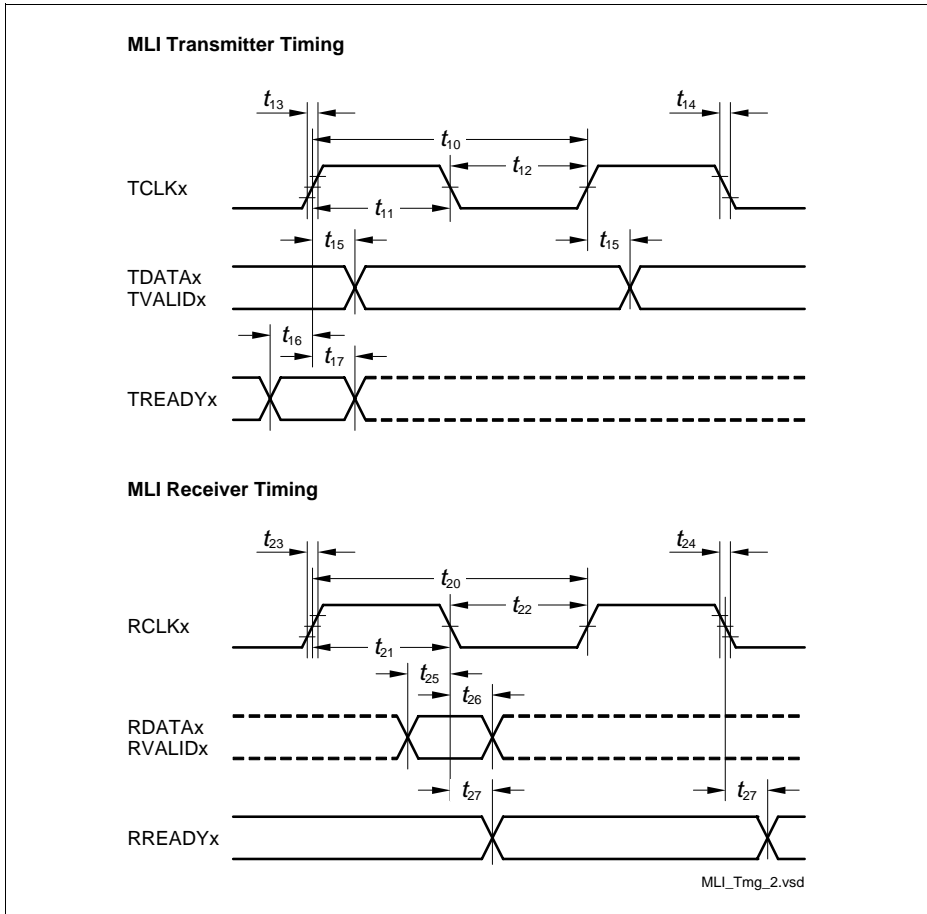 MLI Transmitter Timing
t13
t14
t10
t12
TCLKx
t11
t15
t15
TDATAx
TVALIDx
t16
t17
TREADYx
MLI Receiver Timing
t23
t24
t20
t22
RCLKx
t21
t25
t26
RDATAx
RVALIDx
t27
t27
RREADYx
MLI_Tmg_2.vsd